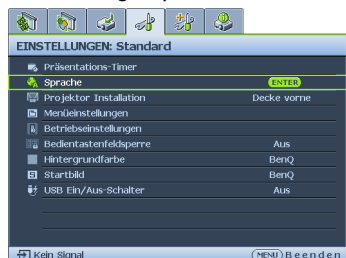 EINSTELLUNGEN: Standard
Präsentations-Timer
Sprache ENTER
Projektor Installation Decke vorne
Menüeinstellungen
Betriebseinstellungen
Bedientastenfeldsperre Aus
Hintergrundfarbe BenQ
Startbild BenQ
USB Ein/Aus-Schalter Aus
Kein Signal MENU Beenden